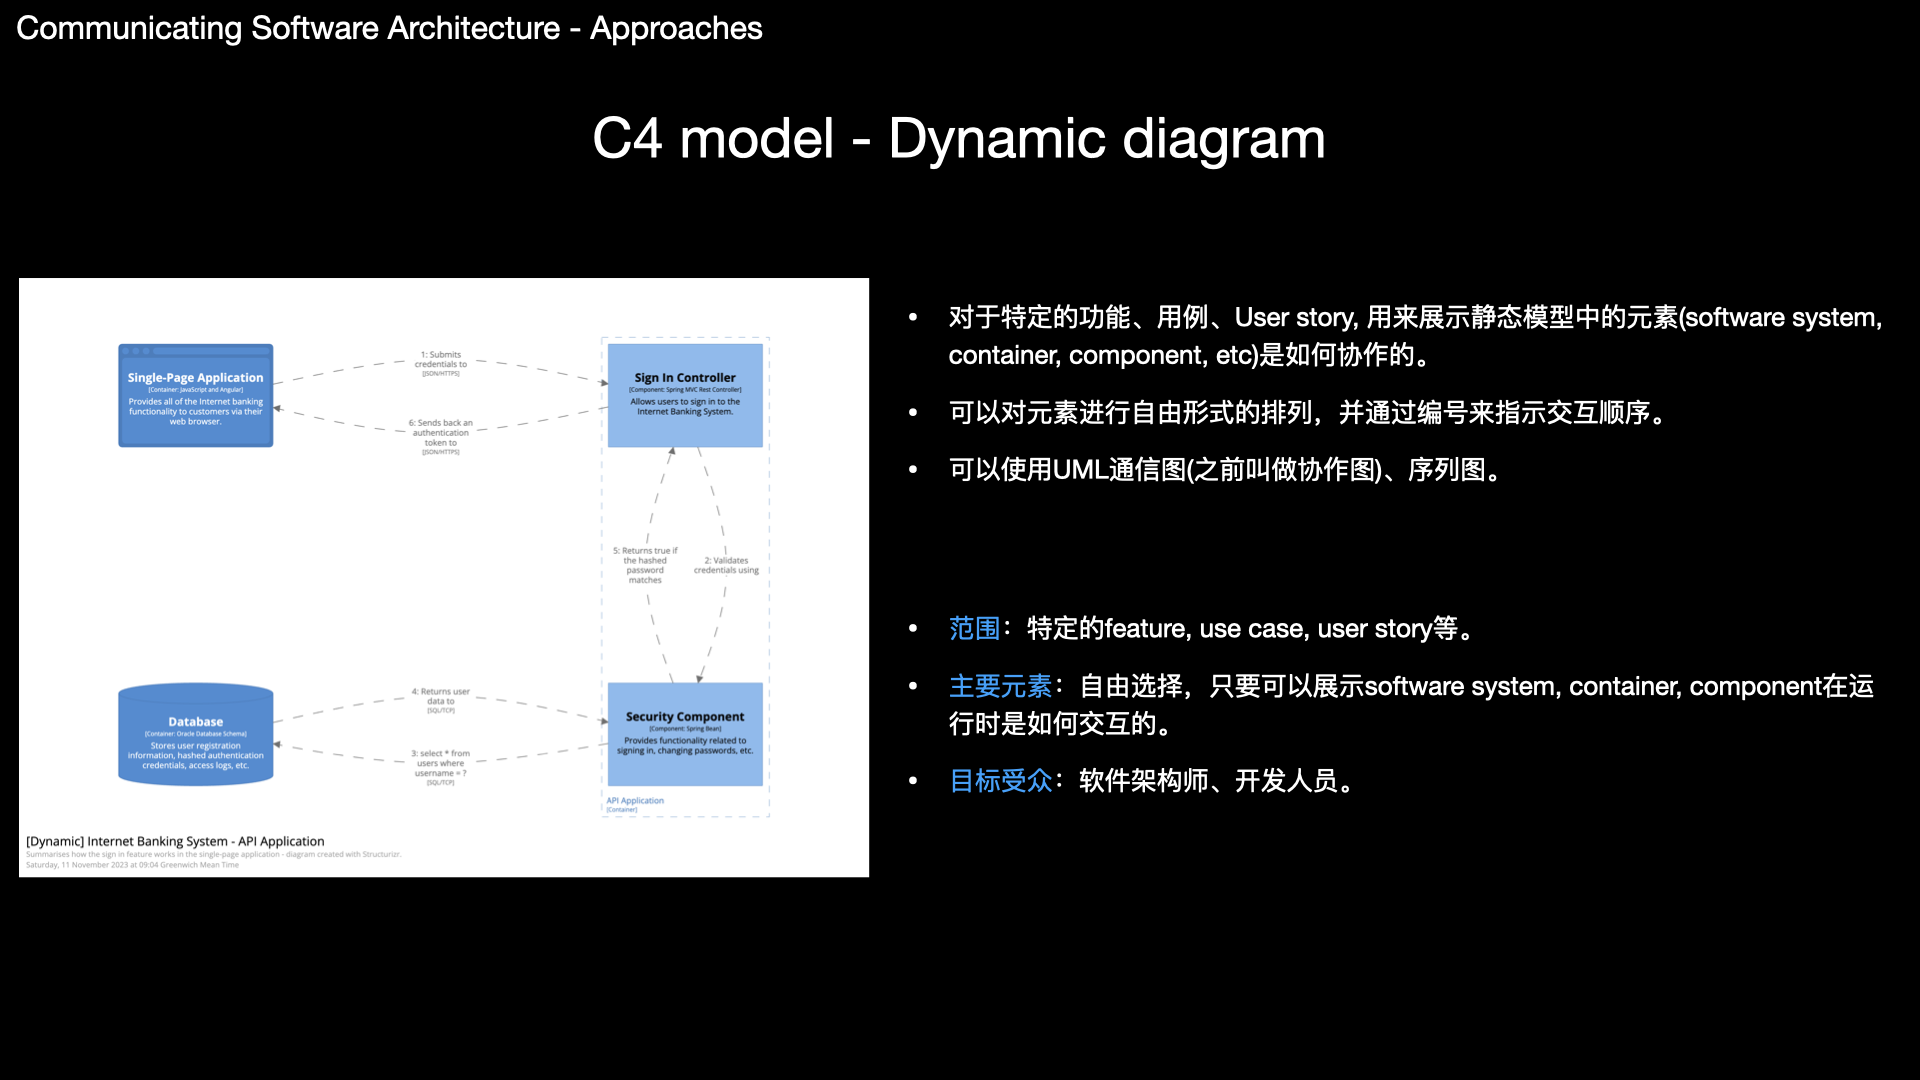 Communicating Software Architecture - Approaches
C4 model - Dynamic diagram
Single-Page Application
[Container: JavaScript and Angular]
Provides all of the Internet banking
functionality to customers via their
web browser.
1: Submits
credentials to
[JSON/HTTPS]
6: Sends back an
authentication
token to
[JSON/HTTPS]
Sign In Controller
[Component: Spring MVC Rest Controller]
Allows users to sign in to the
Internet Banking System.
5: Returns true if
the hashed
password
matches
2: Validates
credentials using
Database
[Container: Oracle Database Schema]
Stores user registration
information, hashed authentication
credentials, access logs, etc.
4: Returns user
data to
[SQL/TCP]
3: select * from
users where
username = ?
[SQL/TCP]
Security Component
[Component: Spring Bean]
Provides functionality related to
signing in, changing passwords, etc.
API Application
[Container]
[Dynamic] Internet Banking System - API Application
Summarises how the sign in feature works in the single-page application - diagram created with Structurizr.
Saturday, 11 November 2023 at 09:04 Greenwich Mean Time
• 对于特定的功能、用例、User story, 用来展示静态模型中的元素(software system,
container, component, etc)是如何协作的。
• 可以对元素进行自由形式的排列，并通过编号来指示交互顺序。
• 可以使用UML通信图(之前叫做协作图)、序列图。
• 范围：特定的feature, use case, user story等。
• 主要元素：自由选择，只要可以展示software system, container, component在运
行时是如何交互的。
• 目标受众：软件架构师、开发人员。